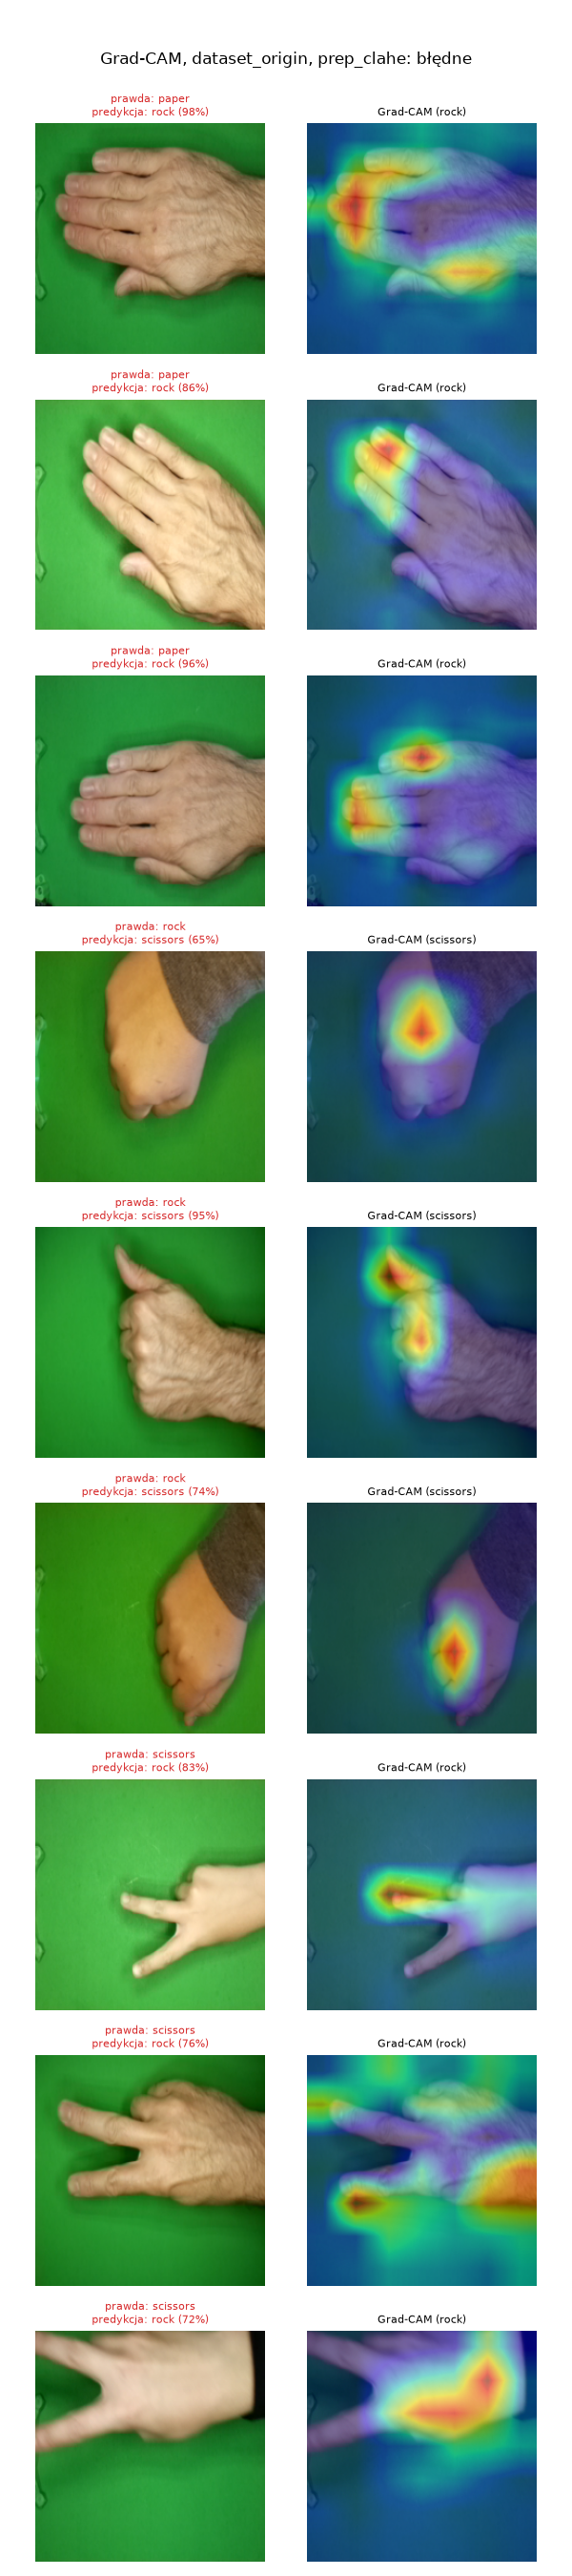 Grad-CAM, dataset_origin, prep_clahe: błędne
prawda: paper
predykcja: rock (98%)
Grad-CAM (rock)
prawda: paper
predykcja: rock (86%)
Grad-CAM (rock)
prawda: paper
predykcja: rock (96%)
Grad-CAM (rock)
prawda: rock
predykcja: scissors (65%)
Grad-CAM (scissors)
prawda: rock
predykcja: scissors (95%)
Grad-CAM (scissors)
prawda: rock
predykcja: scissors (74%)
Grad-CAM (scissors)
prawda: scissors
predykcja: rock (83%)
Grad-CAM (rock)
prawda: scissors
predykcja: rock (76%)
Grad-CAM (rock)
prawda: scissors
predykcja: rock (72%)
Grad-CAM (rock)